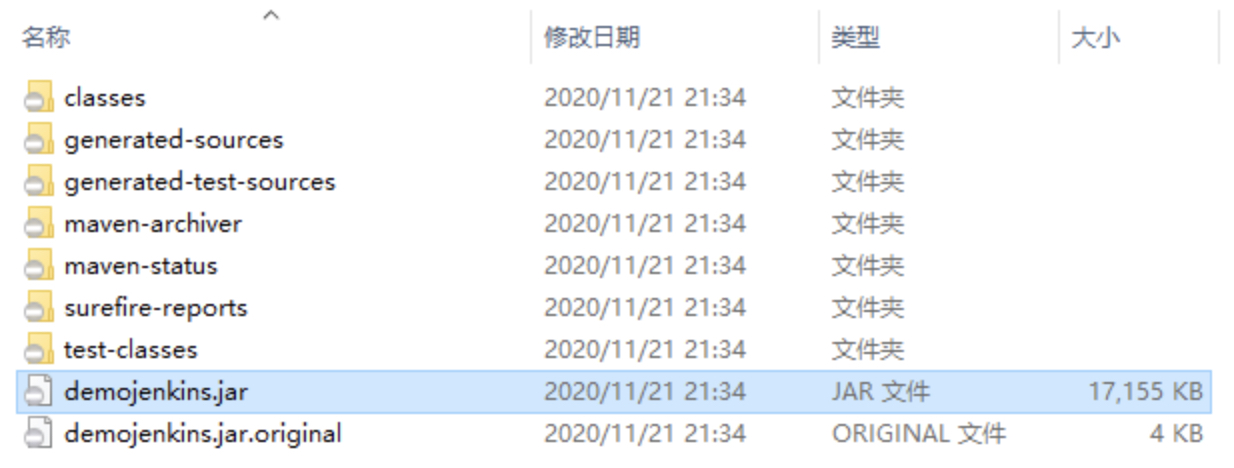 名称 修改日期 类型 大小
classes 2020/11/21 21:34 文件夹
generated-sources 2020/11/21 21:34 文件夹
generated-test-sources 2020/11/21 21:34 文件夹
maven-archiver 2020/11/21 21:34 文件夹
maven-status 2020/11/21 21:34 文件夹
surefire-reports 2020/11/21 21:34 文件夹
test-classes 2020/11/21 21:34 文件夹
demojenkins.jar 2020/11/21 21:34 JAR 文件 17,155 KB
demojenkins.jar.original 2020/11/21 21:34 ORIGINAL 文件 4 KB